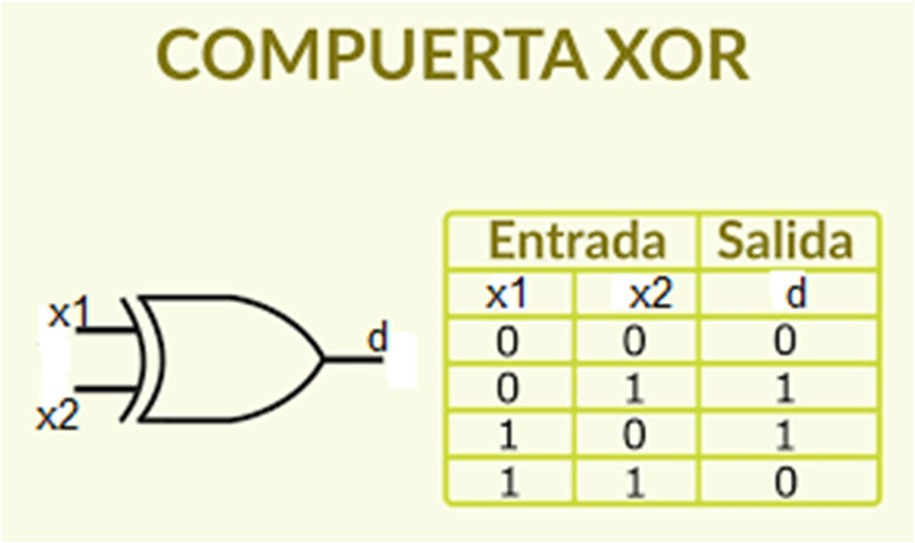 COMPUERTA XOR
x1
x2
d
Entrada Salida
x1 x2 d
0 0 0
0 1 1
1 0 1
1 1 0